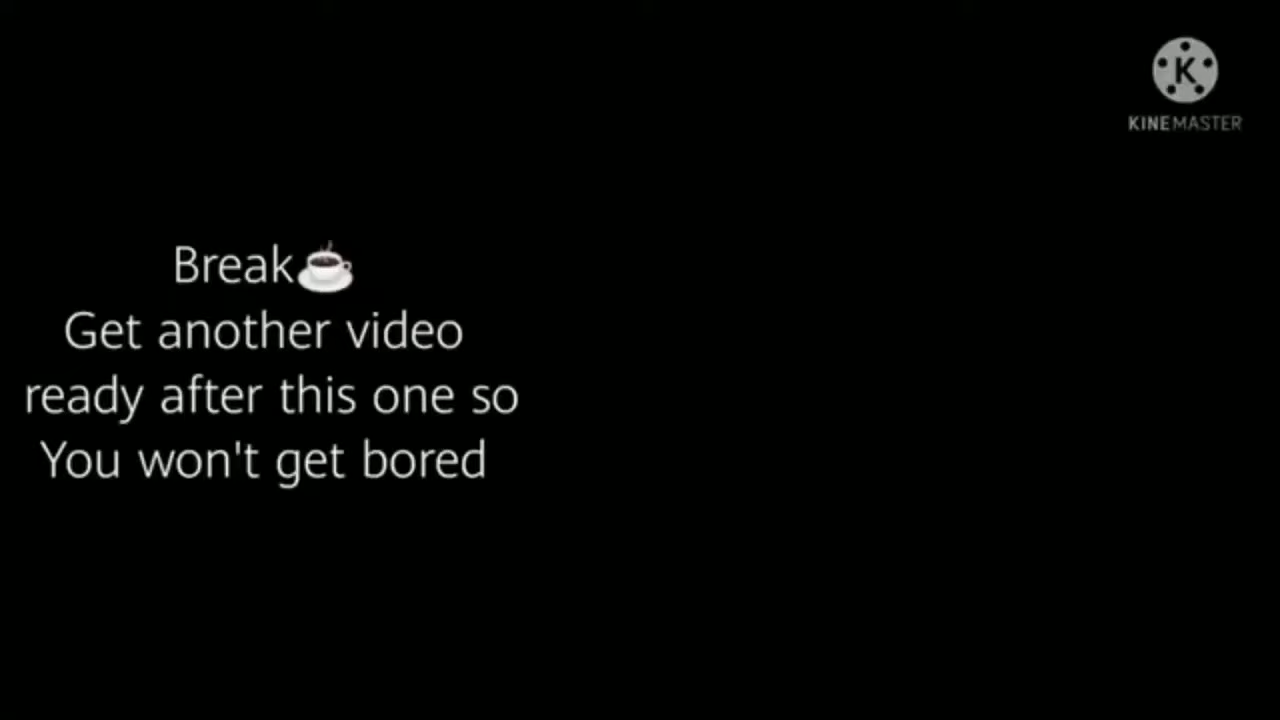 K
KINEMASTER
Break☕
Get another video
ready after this one so
You won't get bored